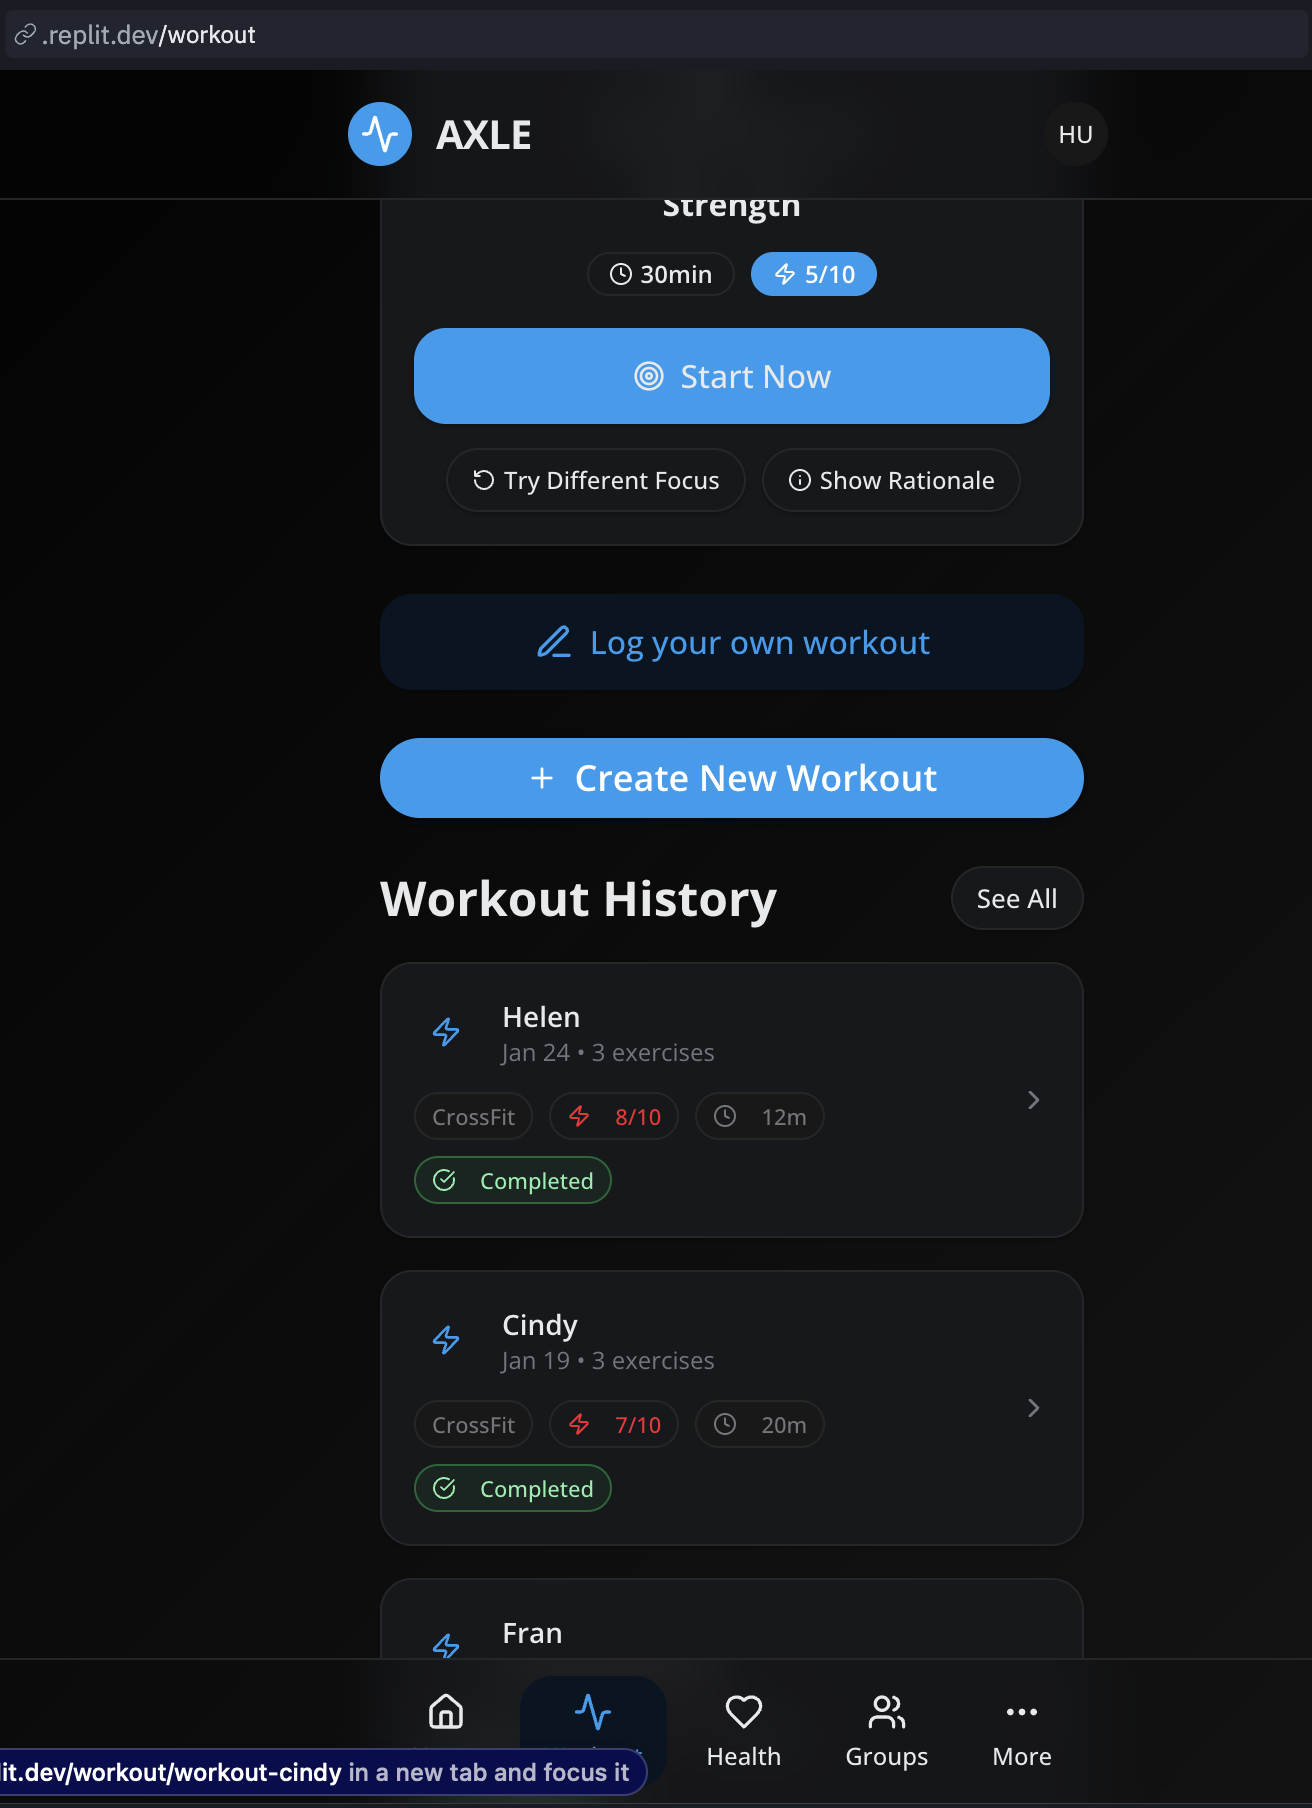 .replit.dev/workout
AXLE
HU
Strength
30min
5/10
Start Now
Try Different Focus
Show Rationale
Log your own workout
Create New Workout
Workout History
See All
Helen
Jan 24 • 3 exercises
CrossFit
8/10
12m
Completed
Cindy
Jan 19 • 3 exercises
CrossFit
7/10
20m
Completed
Fran
Health
Groups
More
lit.dev/workout/workout-cindy in a new tab and focus it